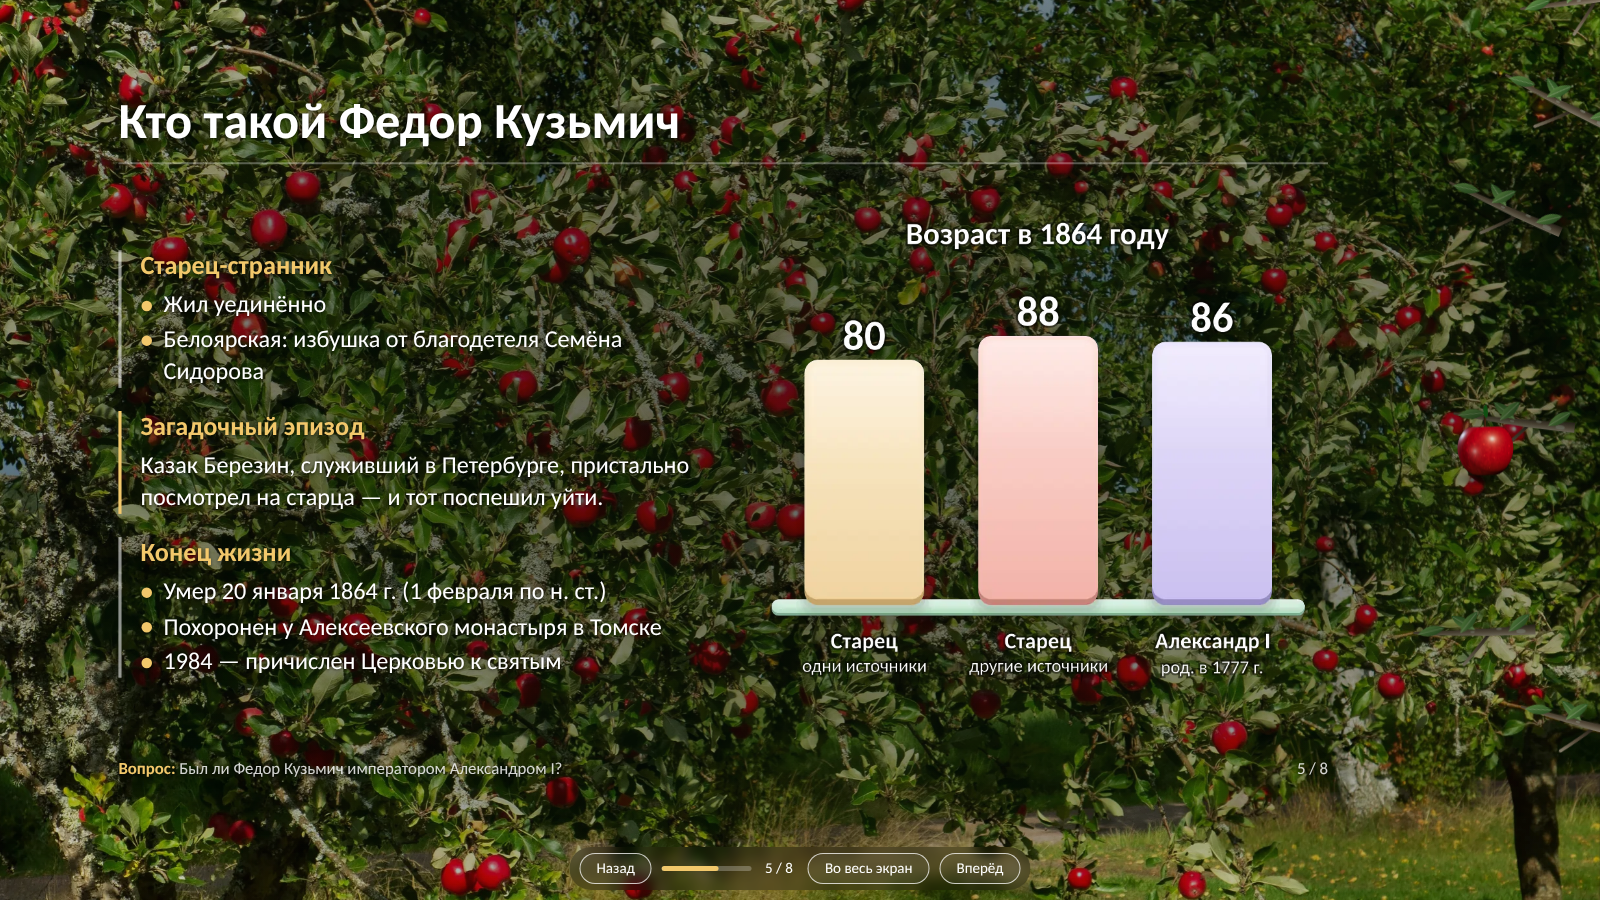 Кто такой Федор Кузьмич
Старец-странник
Жил уединённо
Белоярская: избушка от благодетеля Семёна
Сидорова
Загадочный эпизод
Казак Березин, служивший в Петербурге, пристально
посмотрел на старца — и тот поспешил уйти.
Конец жизни
Умер 20 января 1864 г. (1 февраля по н. ст.)
Похоронен у Алексеевского монастыря в Томске
1984 — причислен Церковью к святым
Возраст в 1864 году
80
88
86
Старец
одни источники
Старец
другие источники
Александр I
род. в 1777 г.
Вопрос: Был ли Федор Кузьмич императором Александром I?
5 / 8
Назад
5 / 8
Во весь экран
Вперёд